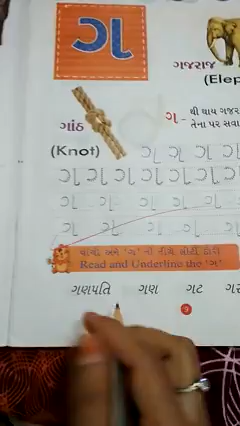 ગ
ગજરાજ
(Elep
ગ - થી થાય ગજર
તેના પર સવા
ગાંઠ
(Knot)
ગ ગ ગ ગ
ગ ગ ગ ગ ગ ગ ગ
ગ ગ ગ ગ ગ
ગ ગ ગ ગ ગ
વાંચો અને 'ગ' ની નીચે લીટી દોરો
Read and Underline the 'ગ'
ગણપતિ ગણ ગટ